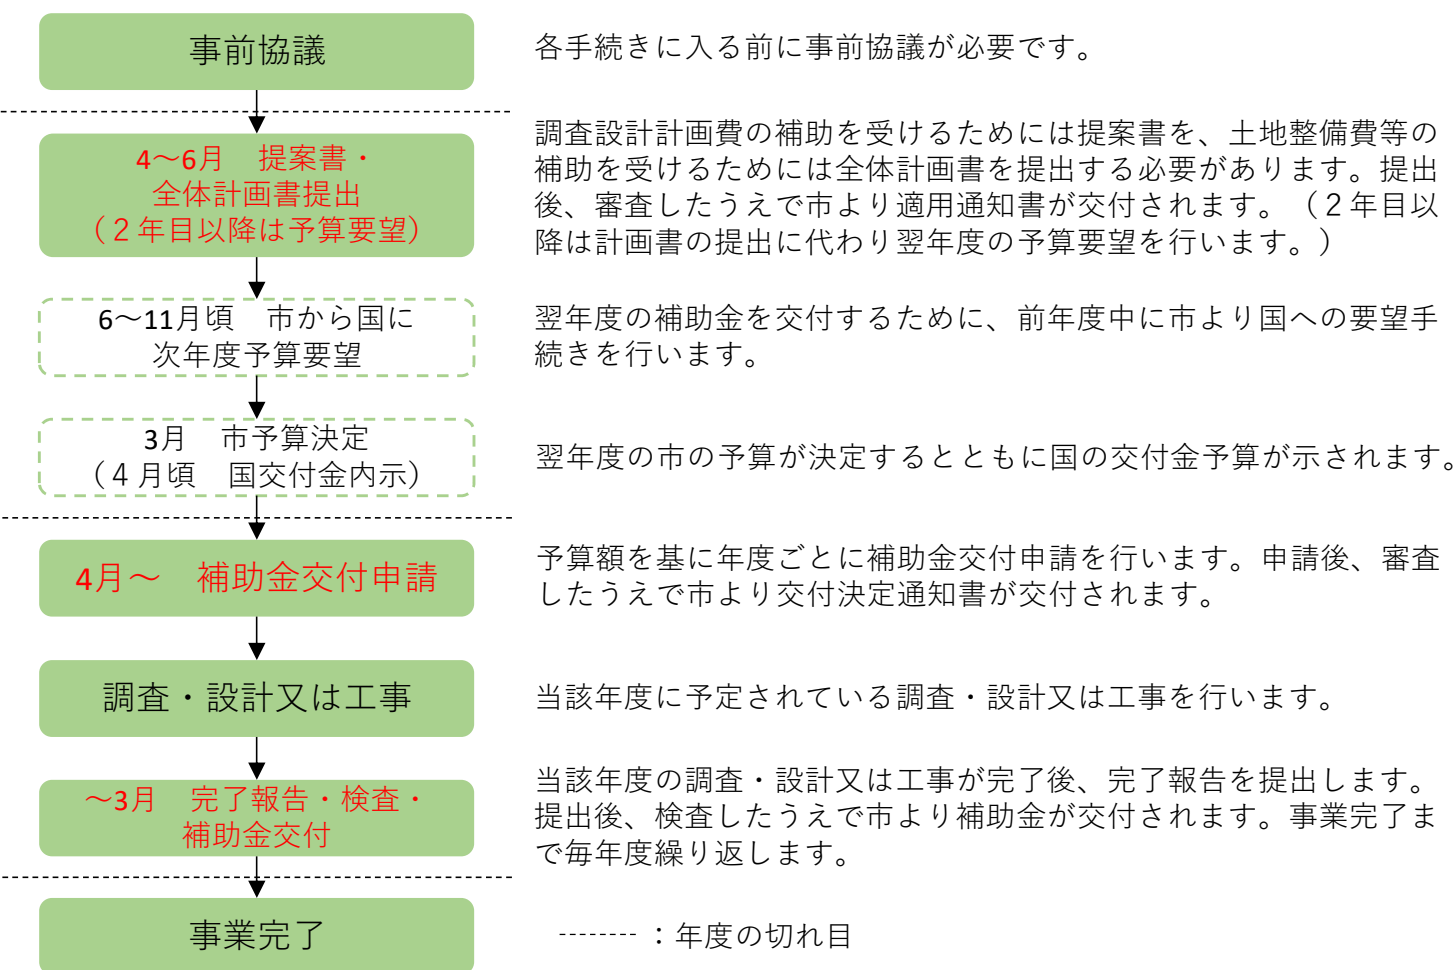 事前協議
各手続きに入る前に事前協議が必要です。
4～6月　提案書・
全体計画書提出
（２年目以降は予算要望）
調査設計計画費の補助を受けるためには提案書を、土地整備費等の
補助を受けるためには全体計画書を提出する必要があります。提出
後、審査したうえで市より適用通知書が交付されます。（２年目以
降は計画書の提出に代わり翌年度の予算要望を行います。）
6～11月頃　市から国に
次年度予算要望
翌年度の補助金を交付するために、前年度中に市より国への要望手
続きを行います。
3月　市予算決定
（４月頃　国交付金内示）
翌年度の市の予算が決定するとともに国の交付金予算が示されます。
4月～　補助金交付申請
予算額を基に年度ごとに補助金交付申請を行います。申請後、審査
したうえで市より交付決定通知書が交付されます。
調査・設計又は工事
当該年度に予定されている調査・設計又は工事を行います。
～3月　完了報告・検査・
補助金交付
当該年度の調査・設計又は工事が完了後、完了報告を提出します。
提出後、検査したうえで市より補助金が交付されます。事業完了ま
で毎年度繰り返します。
事業完了
-------- ：年度の切れ目